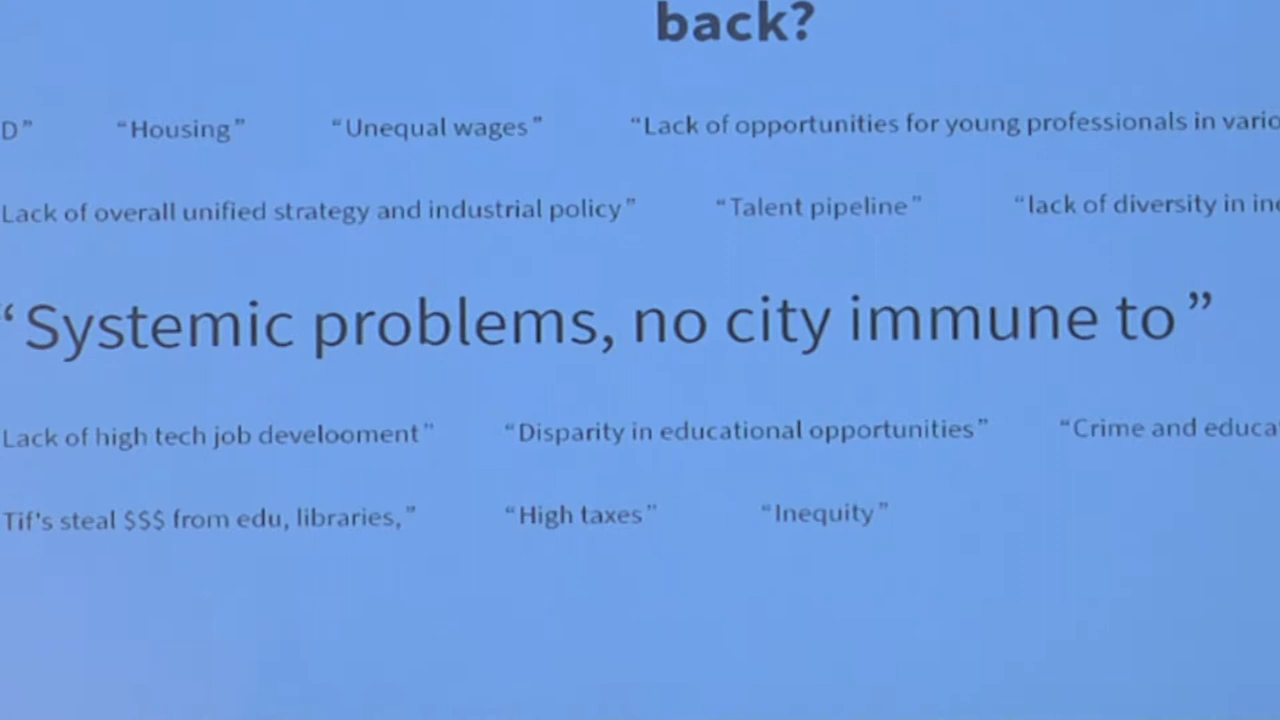 back?
D” “Housing” “Unequal wages” “Lack of opportunities for young professionals in vario
Lack of overall unified strategy and industrial policy” “Talent pipeline” “lack of diversity in
“Systemic problems, no city immune to”
Lack of high tech job develooment” “Disparity in educational opportunities” “Crime and educa
Tif's steal $$$ from edu, libraries,” “High taxes” “Inequity”